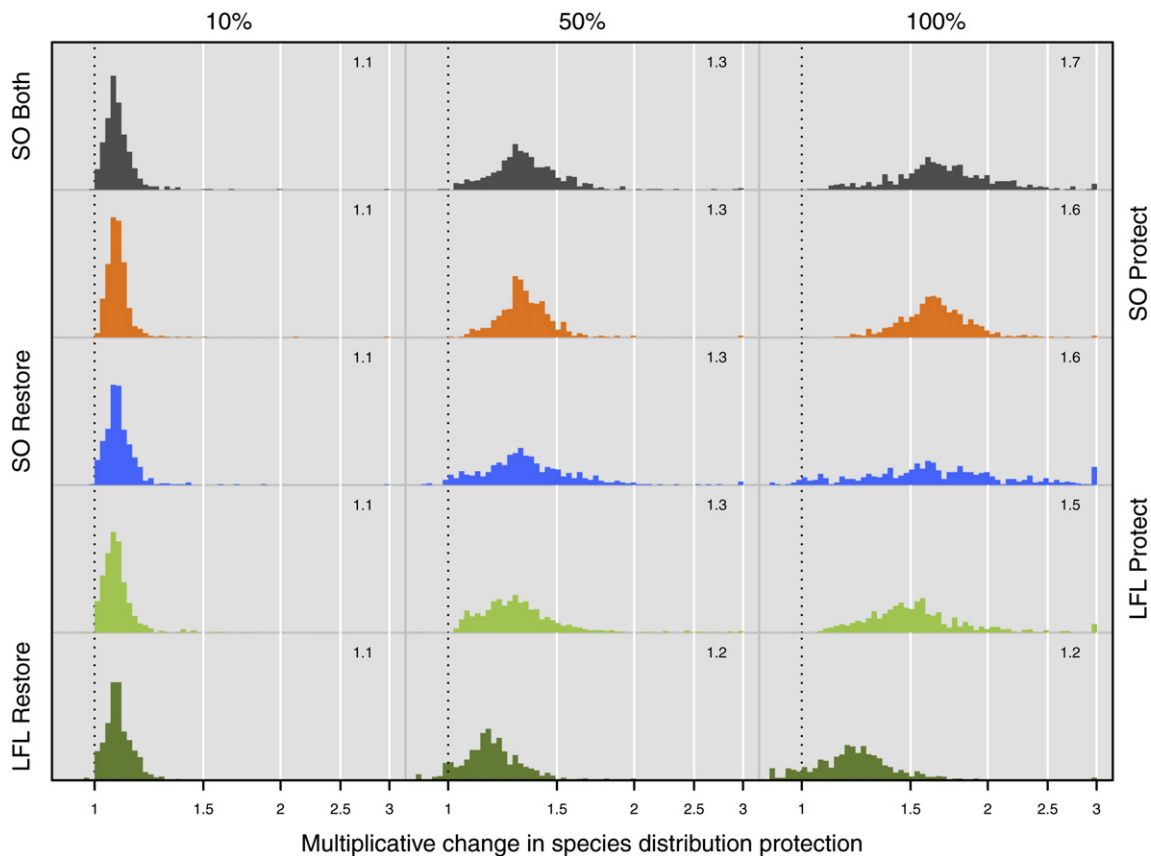 10% 50% 100%
SO Both 1.1 1.3 1.7
1.1 1.3 1.6 SO Protect
SO Restore 1.1 1.3 1.6
1.1 1.3 1.5 LFL Protect
LFL Restore 1.1 1.2 1.2
1 1.5 2 2.5 3 1 1.5 2 2.5 3 1 1.5 2 2.5 3
Multiplicative change in species distribution protection